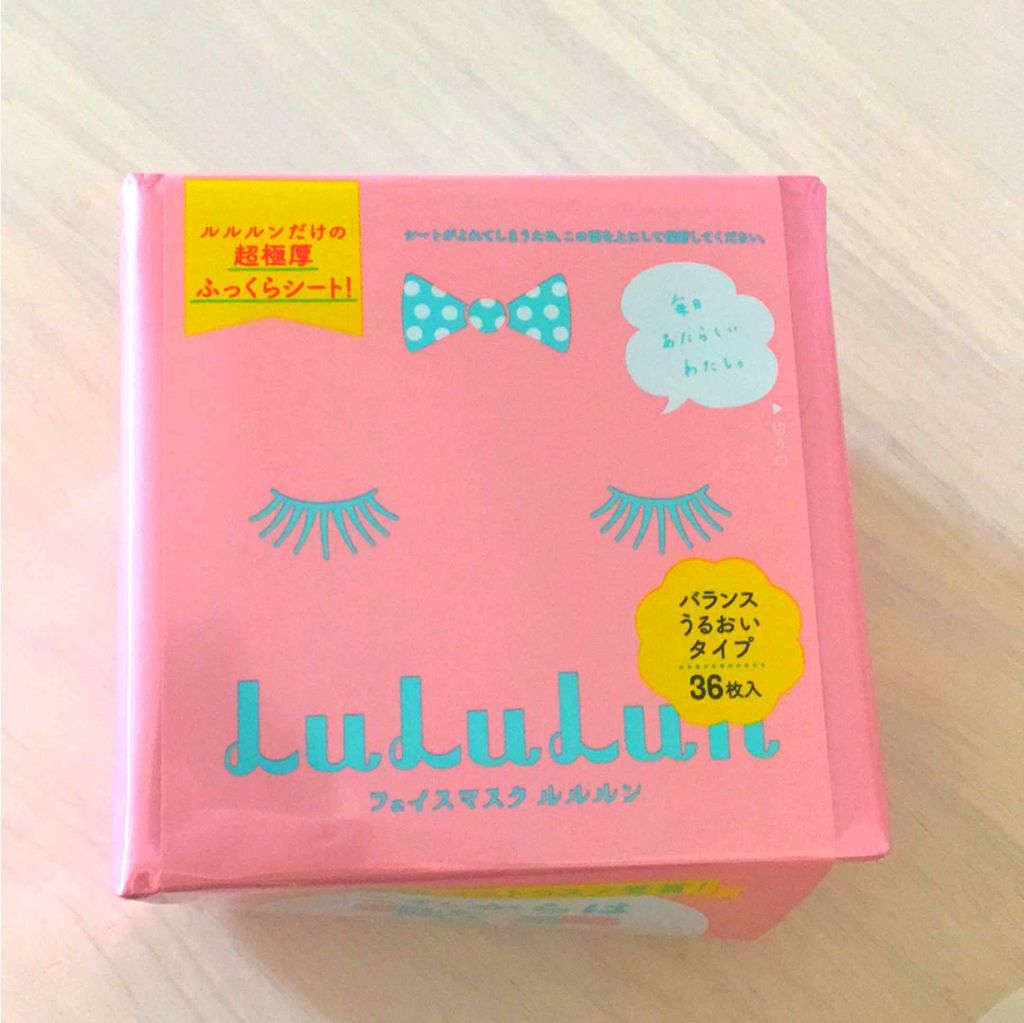 ルルルンだけの
超極厚
ふっくらシート!
シートがよれてしまうため、この面を上にして保管してください。
毎日
あたらしい
わたし。
▶切り口
バランス
うるおい
タイプ
36枚入
LuLuLun
フェイスマスク ルルルン